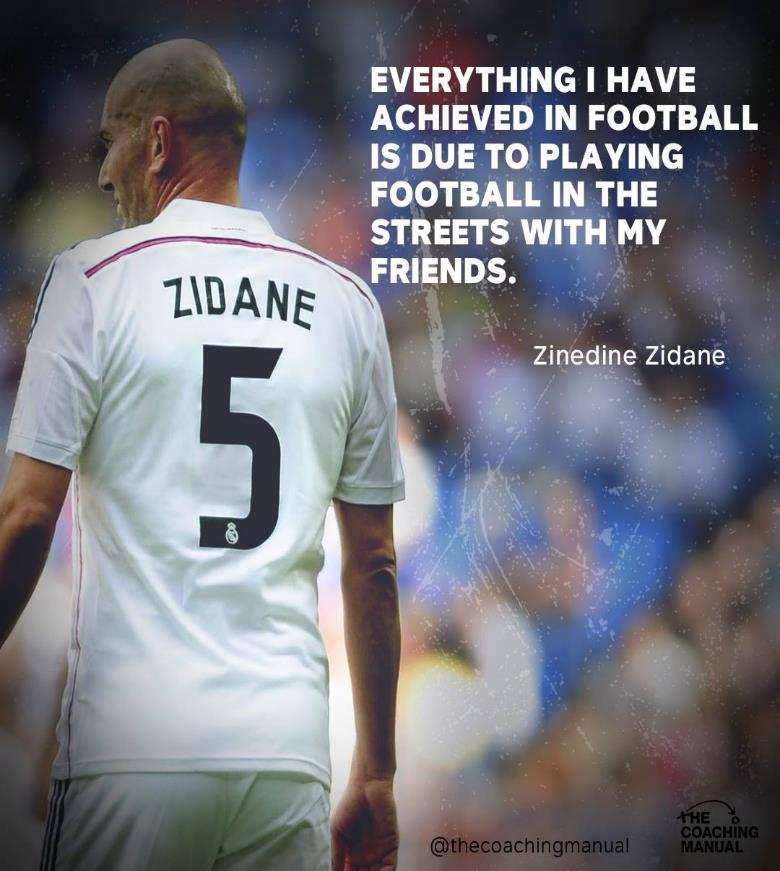 EVERYTHING I HAVE
ACHIEVED IN FOOTBALL
IS DUE TO PLAYING
FOOTBALL IN THE
STREETS WITH MY
FRIENDS.
Zinedine Zidane
ZIDANE
5
@thecoachingmanual
THE
COACHING
MANUAL